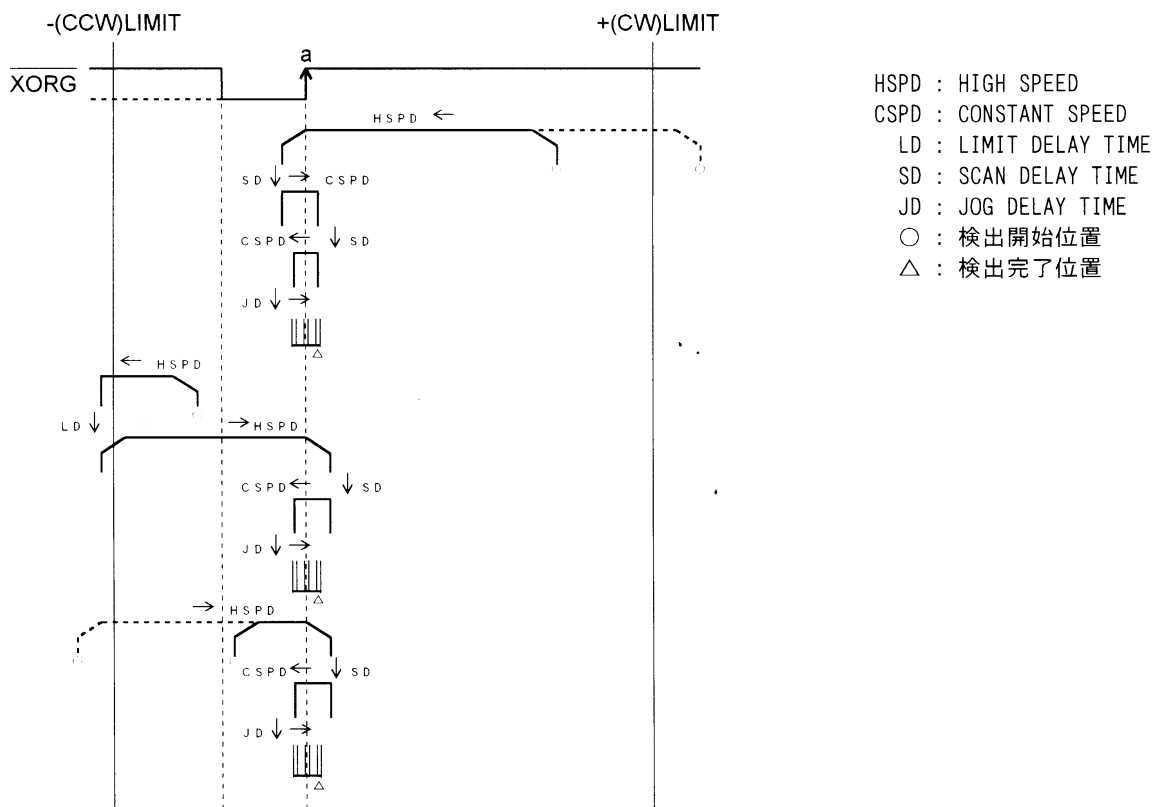 -(CCW)LIMIT
+(CW)LIMIT
XORG
a
HSPD ←
SD ↓ → CSPD
CSPD ← ↓ SD
JD ↓ →
△
← HSPD
LD ↓
→ HSPD
CSPD ← ↓ SD
JD ↓ →
△
→ HSPD
CSPD ← ↓ SD
JD ↓ →
△
HSPD : HIGH SPEED
CSPD : CONSTANT SPEED
LD : LIMIT DELAY TIME
SD : SCAN DELAY TIME
JD : JOG DELAY TIME
○ : 検出開始位置
△ : 検出完了位置